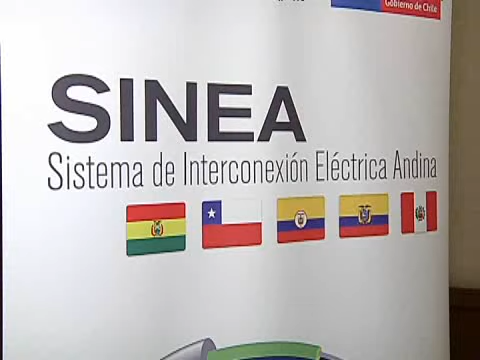 Gobierno de Chile
SINEA
Sistema de Interconexión Eléctrica Andina